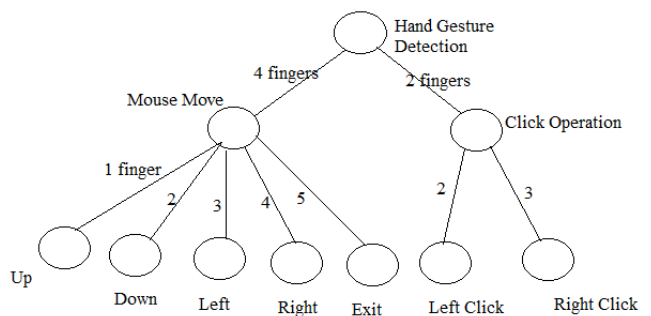 Hand Gesture
Detection
4 fingers
2 fingers
Mouse Move
Click Operation
1 finger
2
3
4
5
2
3
Up
Down
Left
Right
Exit
Left Click
Right Click